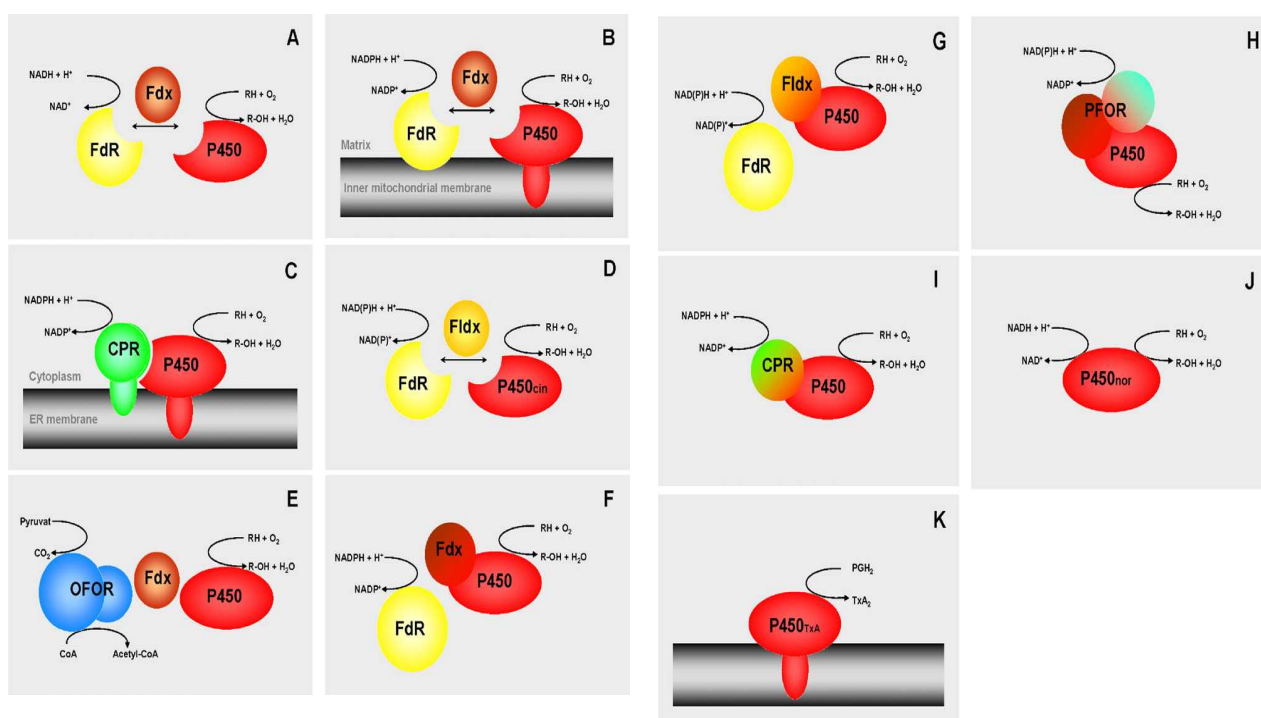 A
NADH + H⁺
NAD⁺
Fdx
FdR
P450
RH + O₂
R-OH + H₂O
B
NADPH + H⁺
NADP⁺
Fdx
FdR
P450
RH + O₂
R-OH + H₂O
Matrix
Inner mitochondrial membrane
C
NADPH + H⁺
NADP⁺
CPR
P450
RH + O₂
R-OH + H₂O
Cytoplasm
ER membrane
D
NAD(P)H + H⁺
NAD(P)⁺
Fldx
FdR
P450cin
RH + O₂
R-OH + H₂O
E
Pyruvat
CO₂
OFOR
Fdx
P450
RH + O₂
R-OH + H₂O
CoA
Acetyl-CoA
F
NADPH + H⁺
NADP⁺
Fdx
P450
FdR
RH + O₂
R-OH + H₂O
G
NAD(P)H + H⁺
NAD(P)⁺
Fldx
P450
FdR
RH + O₂
R-OH + H₂O
H
NAD(P)H + H⁺
NADP⁺
PFOR
P450
RH + O₂
R-OH + H₂O
I
NADPH + H⁺
NADP⁺
CPR
P450
RH + O₂
R-OH + H₂O
J
NADH + H⁺
NAD⁺
P450nor
RH + O₂
R-OH + H₂O
K
PGH₂
TxA₂
P450TxA